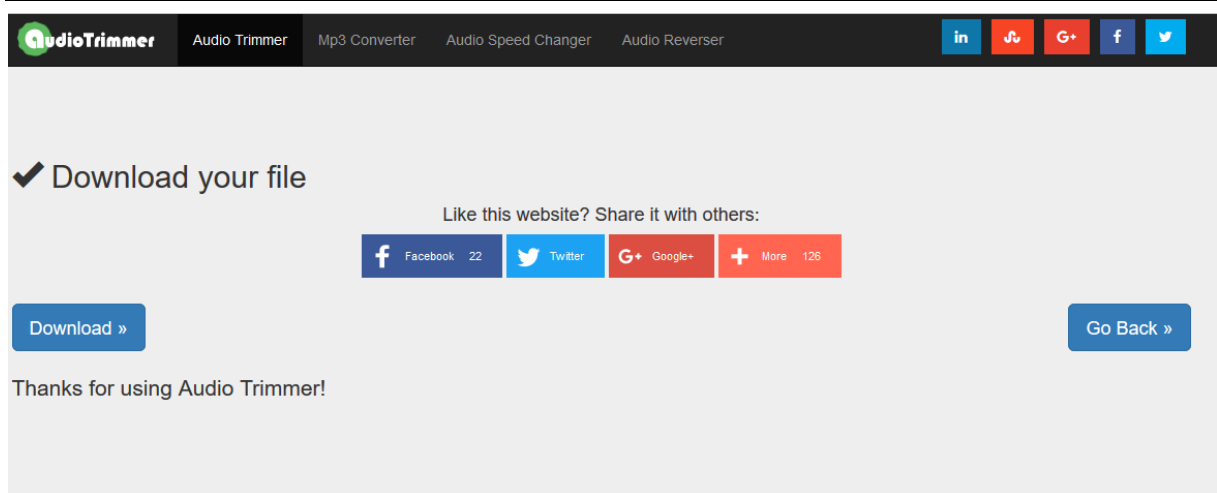 audioTrimmer Audio Trimmer Mp3 Converter Audio Speed Changer Audio Reverser in G+ f
Download your file
Like this website? Share it with others:
f Facebook 22 Twitter G+ Google+ + More 126
Download » Go Back »
Thanks for using Audio Trimmer!